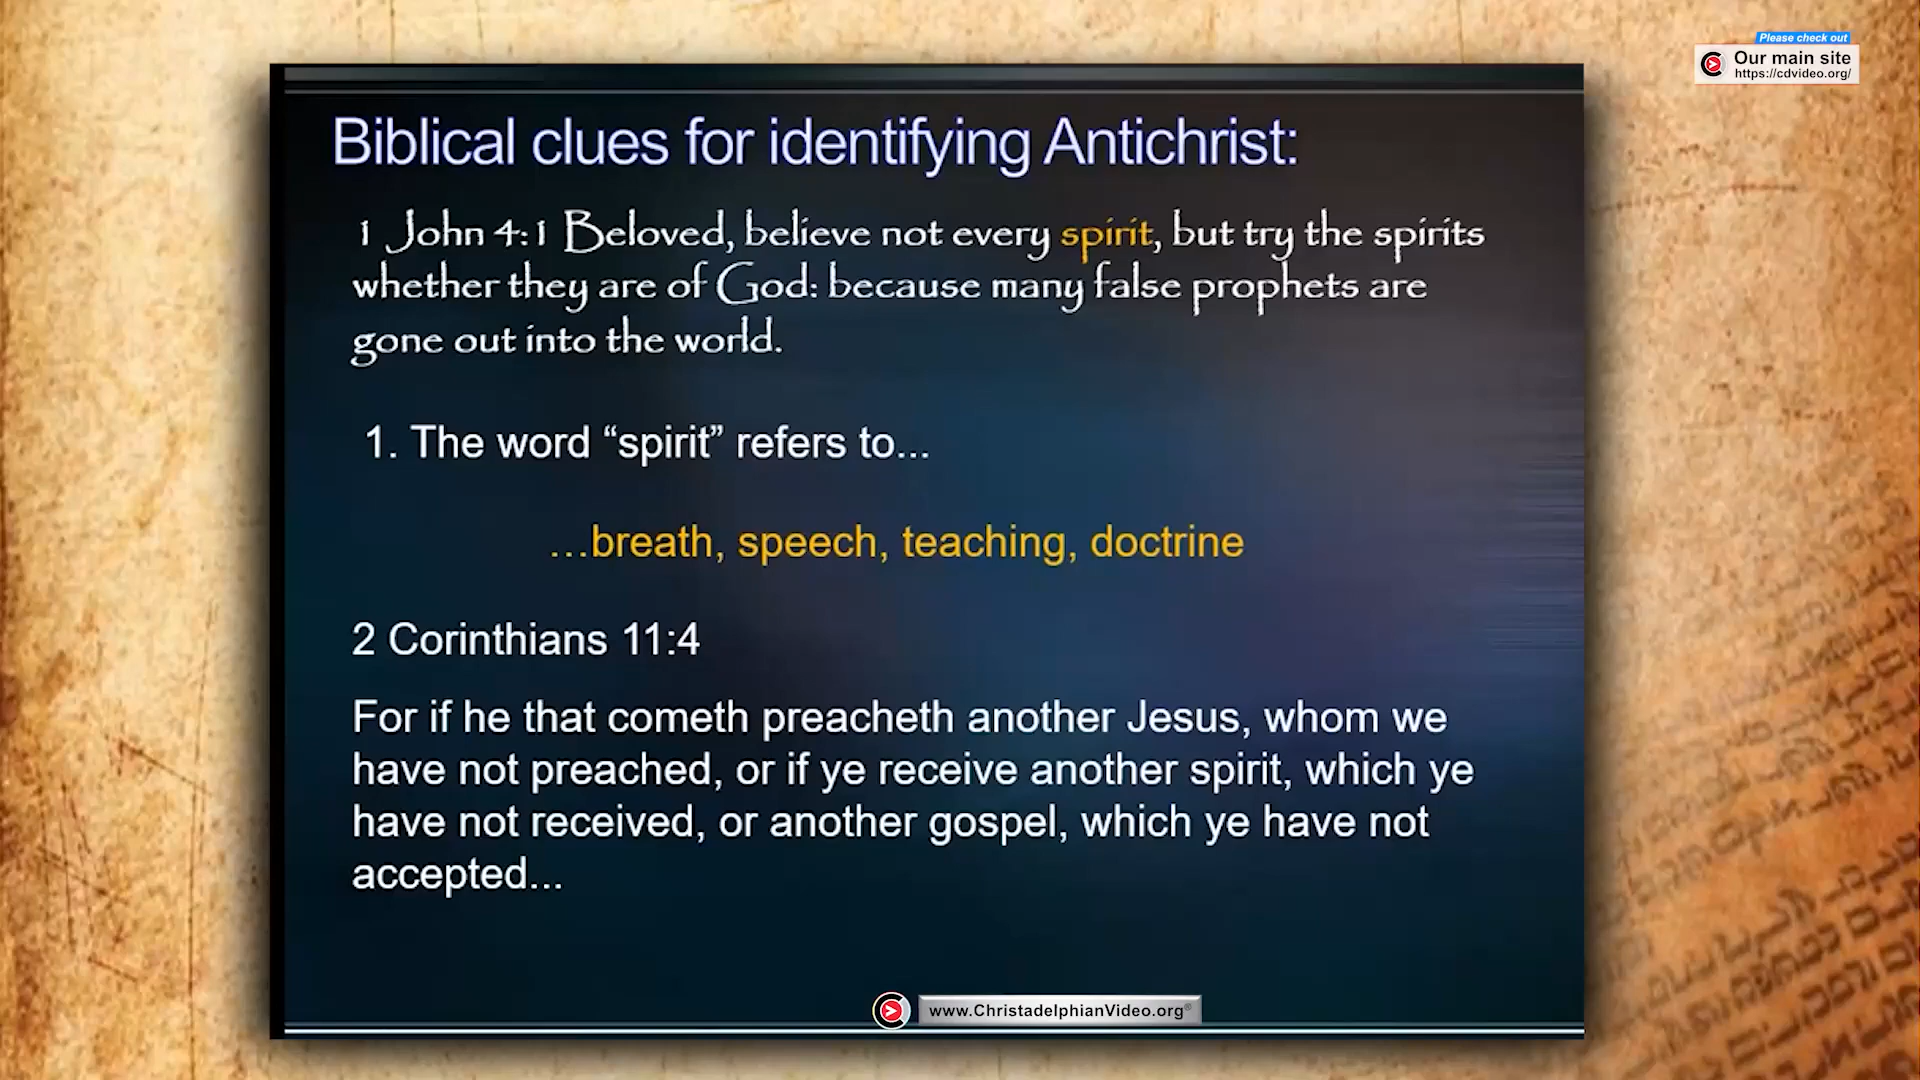 Please check out
Our main site
https://cdvideo.org/
Biblical clues for identifying Antichrist:
1 John 4:1 Beloved, believe not every spirit, but try the spirits
whether they are of God: because many false prophets are
gone out into the world.
1. The word “spirit” refers to...
...breath, speech, teaching, doctrine
2 Corinthians 11:4
For if he that cometh preacheth another Jesus, whom we
have not preached, or if ye receive another spirit, which ye
have not received, or another gospel, which ye have not
accepted...
www.ChristadelphianVideo.org®